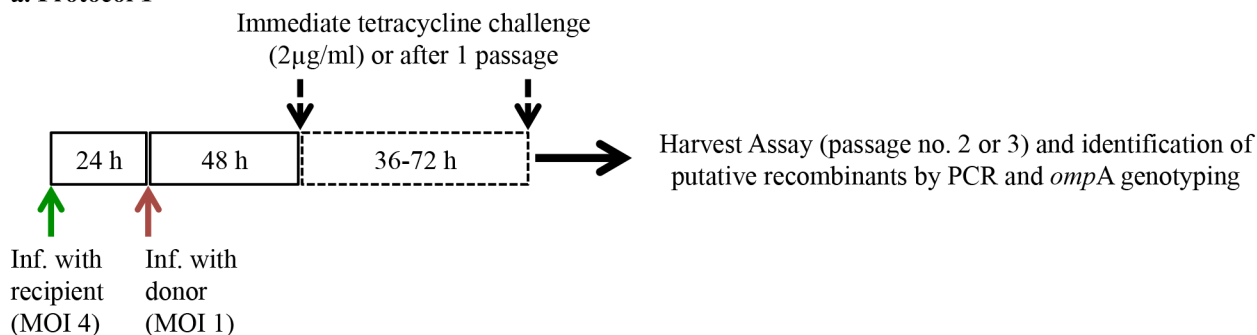 a. Protocol 1
Immediate tetracycline challenge
(2µg/ml) or after 1 passage
24 h
48 h
36-72 h
Harvest Assay (passage no. 2 or 3) and identification of
putative recombinants by PCR and ompA genotyping
Inf. with
recipient
(MOI 4)
Inf. with
donor
(MOI 1)